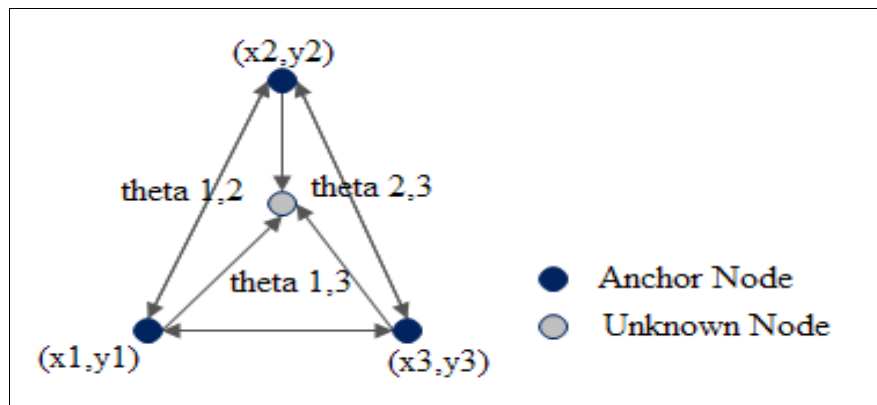 (x2,y2)
theta 1,2
theta 2,3
theta 1,3
(x1,y1)
(x3,y3)
Anchor Node
Unknown Node